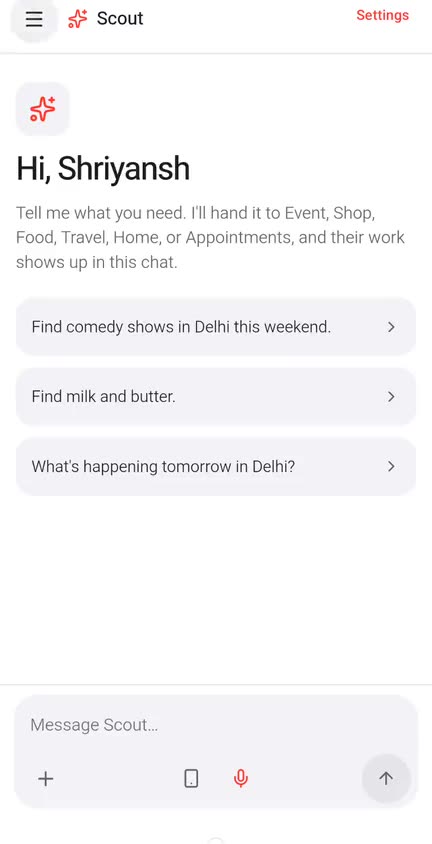 Scout
Settings
Hi, Shriyansh
Tell me what you need. I'll hand it to Event, Shop,
Food, Travel, Home, or Appointments, and their work
shows up in this chat.
Find comedy shows in Delhi this weekend.
Find milk and butter.
What's happening tomorrow in Delhi?
Message Scout...